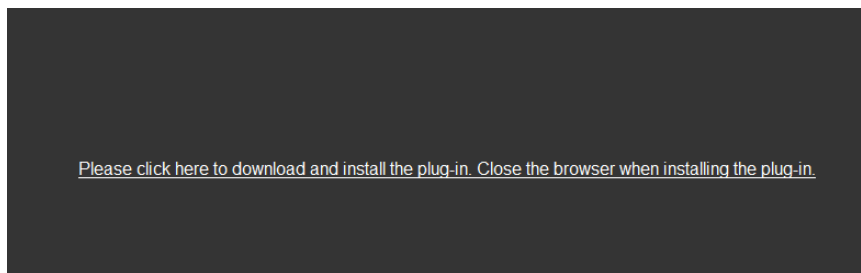 Please click here to download and install the plug-in. Close the browser when installing the plug-in.